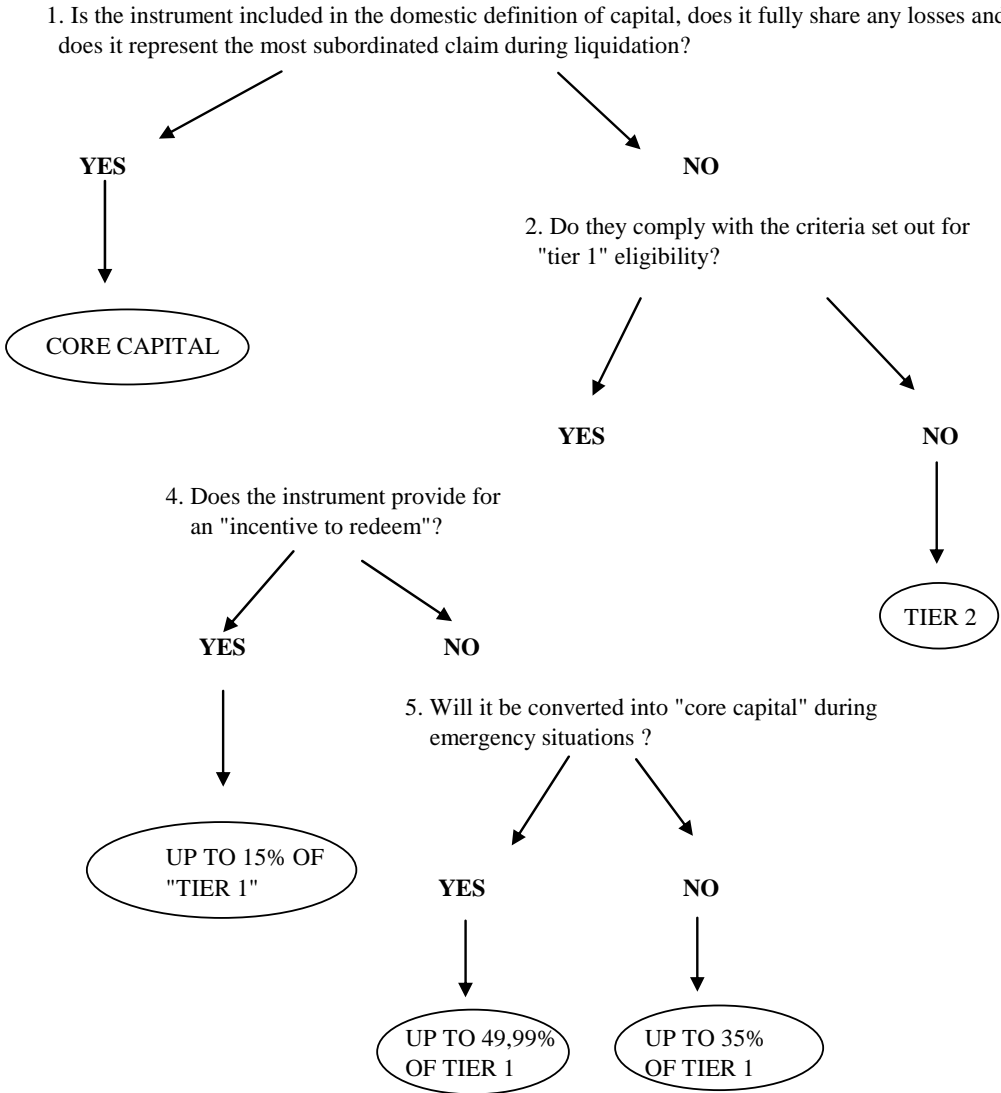 1. Is the instrument included in the domestic definition of capital, does it fully share any losses and
does it represent the most subordinated claim during liquidation?
YES
NO
2. Do they comply with the criteria set out for
"tier 1" eligibility?
CORE CAPITAL
YES
NO
4. Does the instrument provide for
an "incentive to redeem"?
TIER 2
YES
NO
5. Will it be converted into "core capital" during
emergency situations ?
UP TO 15% OF
"TIER 1"
YES
NO
UP TO 49,99%
OF TIER 1
UP TO 35%
OF TIER 1